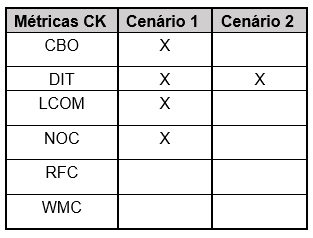 Métricas CK Cenário 1 Cenário 2
CBO X
DIT X X
LCOM X
NOC X
RFC
WMC